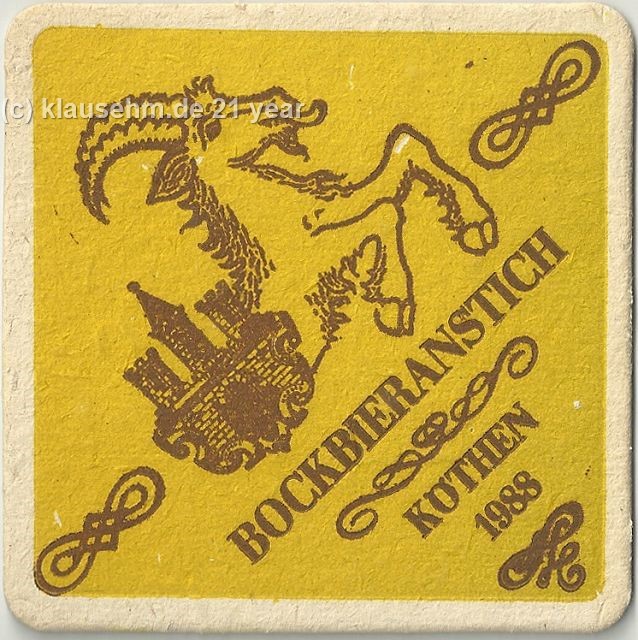 (c) klausehm.de 21 year
BOCKBIERANSTICH
KÖTHEN
1988